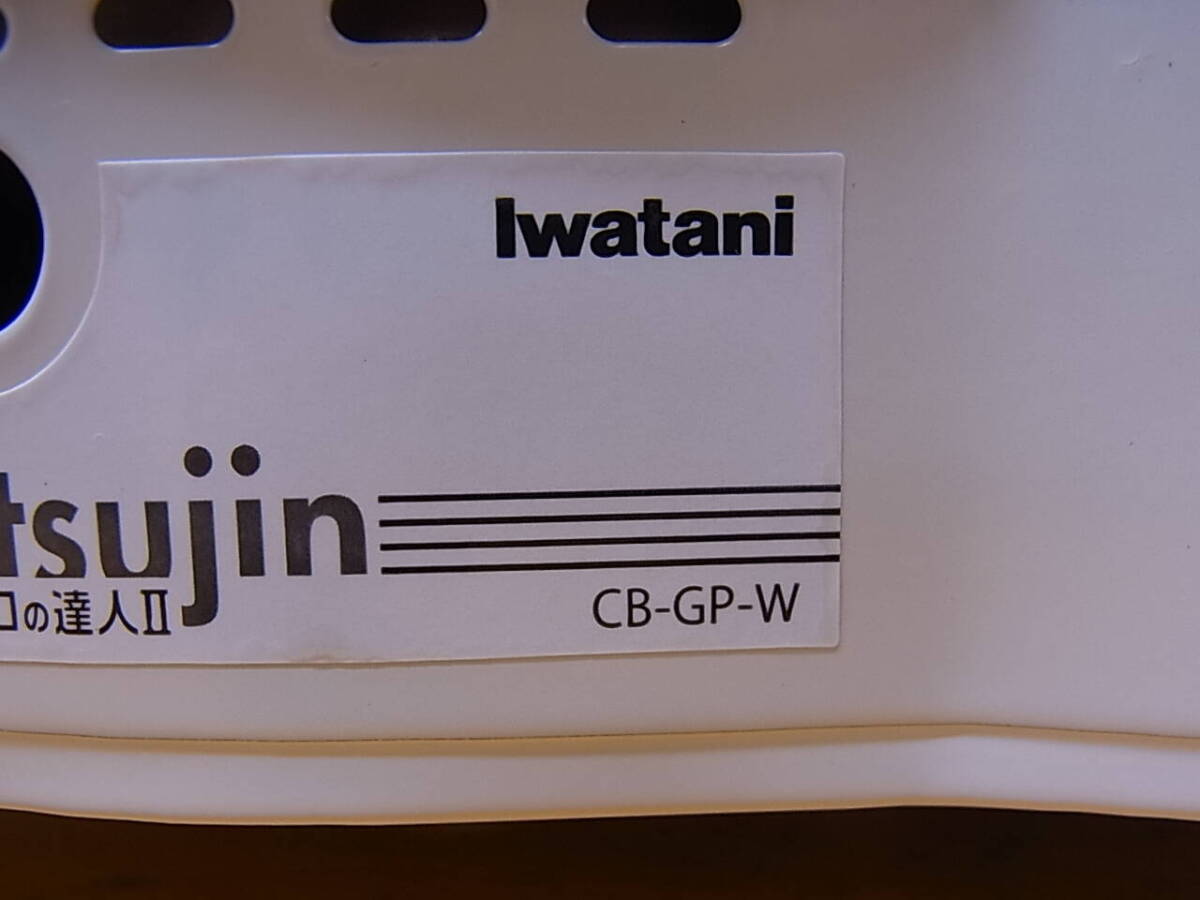 Iwatani
tsujin
ロの達人II
CB-GP-W